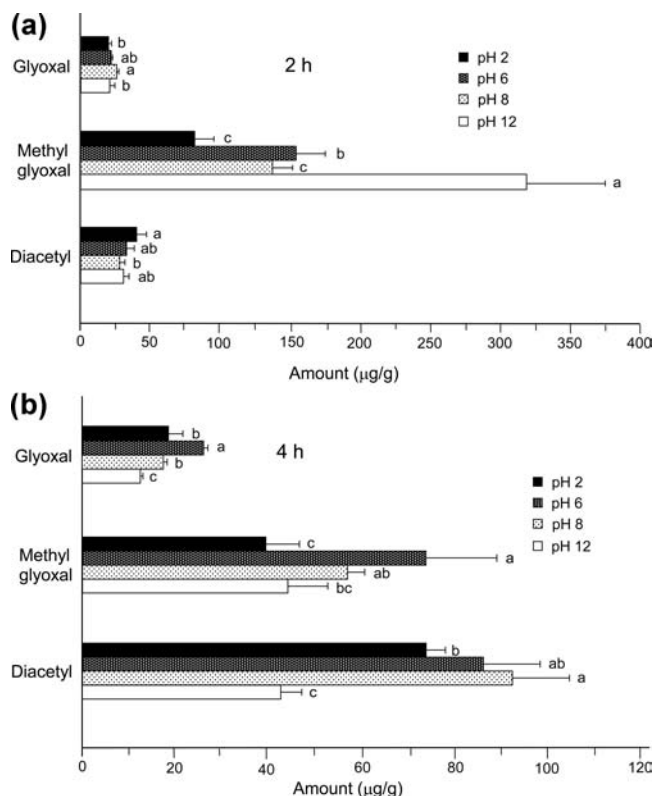 (a)
Glyoxal
b
ab
a
b
2 h
pH 2
pH 6
pH 8
pH 12
Methyl
glyoxal
c
b
c
a
Diacetyl
a
ab
b
ab
0 50 100 150 200 250 300 350 400
Amount (µg/g)
(b)
Glyoxal
b
a
b
c
4 h
pH 2
pH 6
pH 8
pH 12
Methyl
glyoxal
c
a
ab
bc
Diacetyl
b
ab
a
c
0 20 40 60 80 100 120
Amount (µg/g)